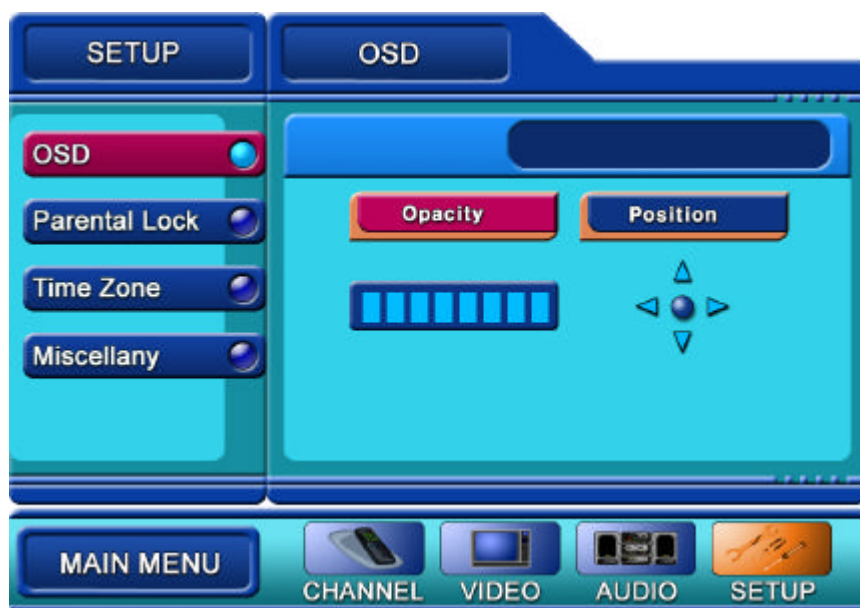 SETUP
OSD
OSD
Parental Lock
Time Zone
Miscellany
Opacity
Position
MAIN MENU
CHANNEL
VIDEO
AUDIO
SETUP